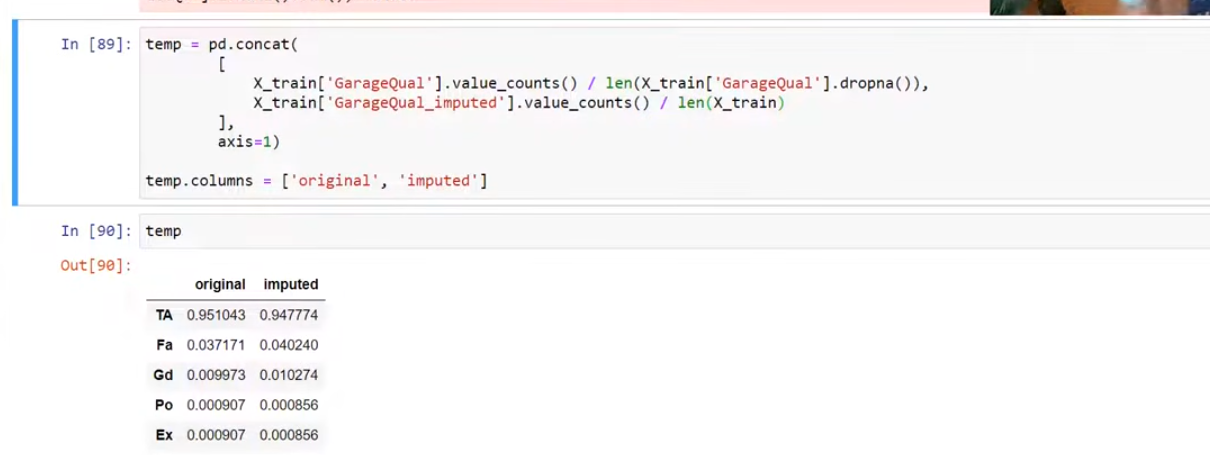 In [89]: temp = pd.concat(
[
X_train['GarageQual'].value_counts() / len(X_train['GarageQual'].dropna()),
X_train['GarageQual_imputed'].value_counts() / len(X_train)
],
axis=1)
temp.columns = ['original', 'imputed']
In [90]: temp
Out[90]:
original imputed
TA 0.951043 0.947774
Fa 0.037171 0.040240
Gd 0.009973 0.010274
Po 0.000907 0.000856
Ex 0.000907 0.000856